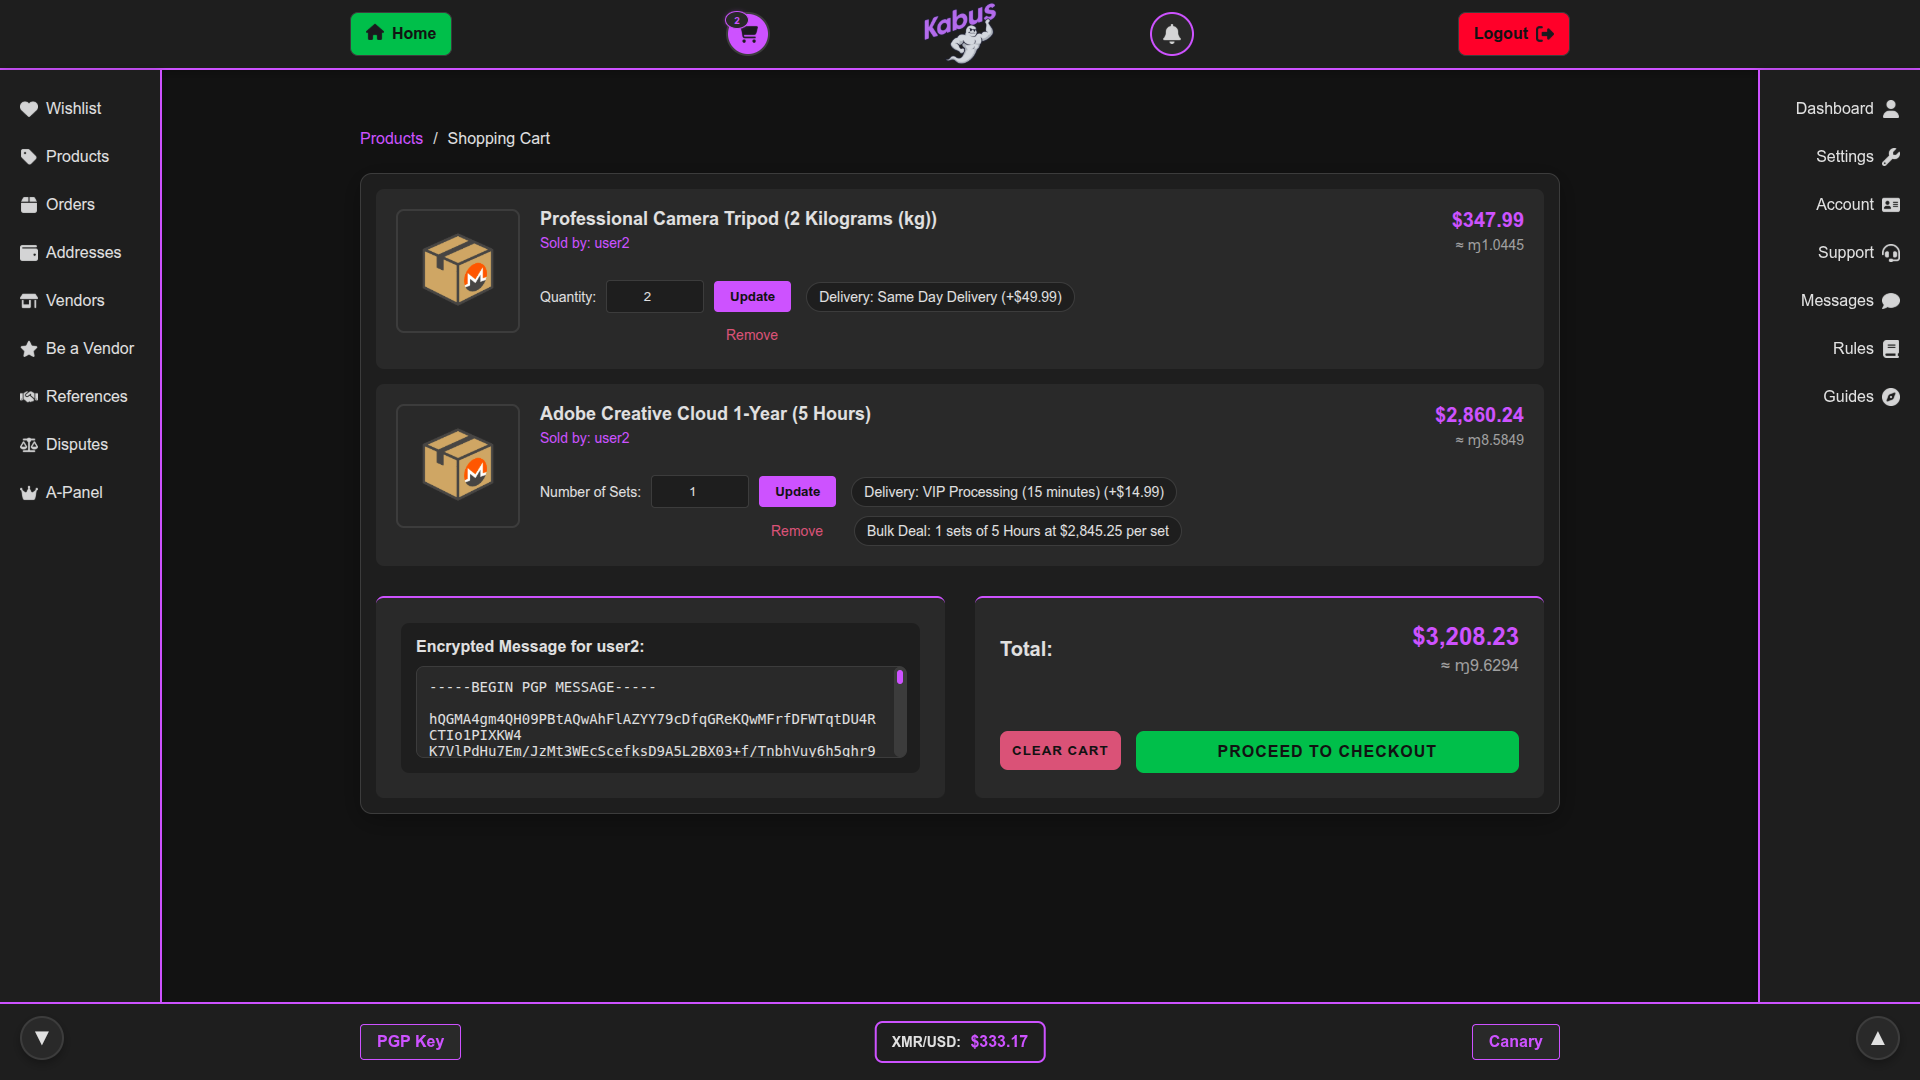 Home
2
Kabus
Logout
Wishlist
Products
Orders
Addresses
Vendors
Be a Vendor
References
Disputes
A-Panel
Products / Shopping Cart
Professional Camera Tripod (2 Kilograms (kg))
$347.99
Sold by: user2
≈ ɱ1.0445
Quantity: 2 Update Delivery: Same Day Delivery (+$49.99)
Remove
Adobe Creative Cloud 1-Year (5 Hours)
$2,860.24
Sold by: user2
≈ ɱ8.5849
Number of Sets: 1 Update Delivery: VIP Processing (15 minutes) (+$14.99)
Remove Bulk Deal: 1 sets of 5 Hours at $2,845.25 per set
Encrypted Message for user2:
-----BEGIN PGP MESSAGE-----
hQGMA4gm4QH09PBtAQwAhFlAZYY79cDfqGReKQwMFrfDFWTqtDU4R
CTIo1PIXKW4
K7VlPdHu7Em/JzMt3WEcScefksD9A5L2BX03+f/TnbhVuy6h5qhr9
Total:
$3,208.23
≈ ɱ9.6294
CLEAR CART PROCEED TO CHECKOUT
Dashboard
Settings
Account
Support
Messages
Rules
Guides
PGP Key
XMR/USD: $333.17
Canary